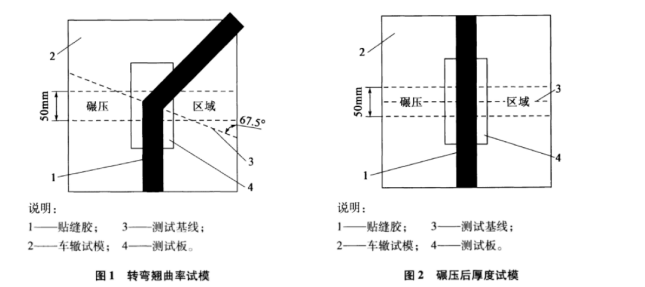 2
50mm
碾压
区域
67.5°
1
3
4
说明:
1——贴缝胶; 3——测试基线;
2——车辙试模; 4——测试板。
图1 转弯翘曲率试模
2
50mm
碾压
区域
3
1
4
说明:
1——贴缝胶; 3——测试基线;
2——车辙试模; 4——测试板。
图2 碾压后厚度试模